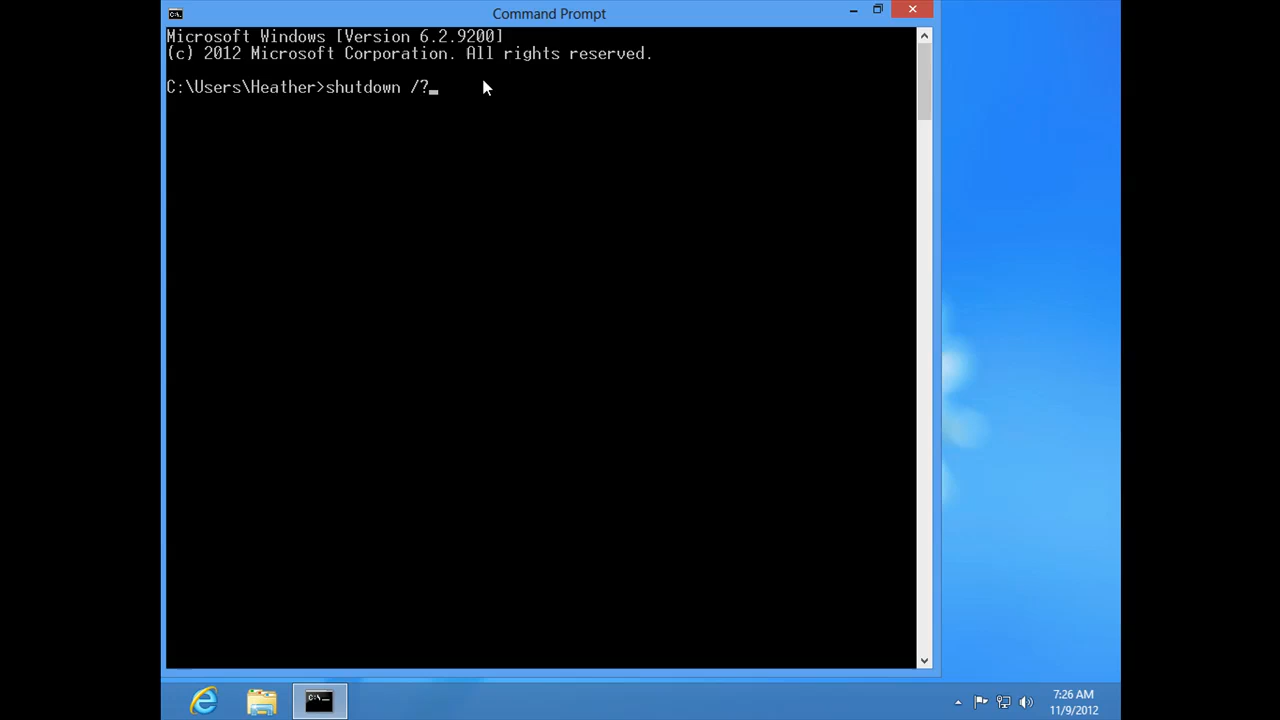 Command Prompt
Microsoft Windows [Version 6.2.9200]
(c) 2012 Microsoft Corporation. All rights reserved.
C:\Users\Heather>shutdown /?
7:26 AM
11/9/2012